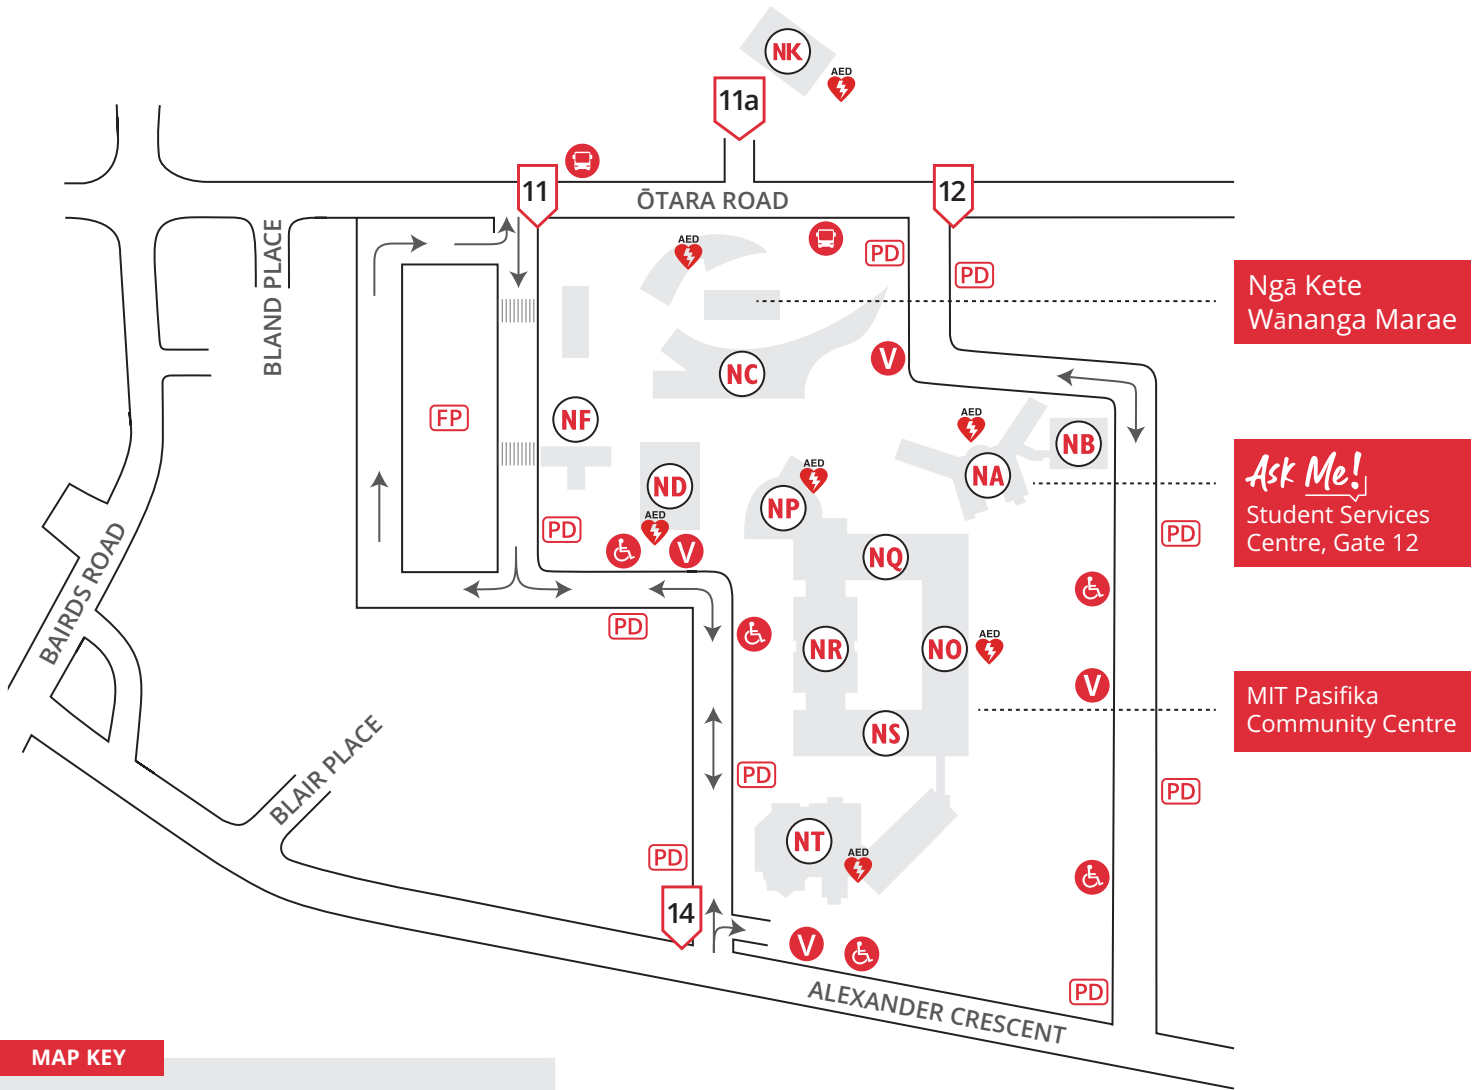 NK
AED
11a
11
ŌTARA ROAD
12
BLAND PLACE
AED
PD
PD
Ngā Kete
Wānanga Marae
V
NC
FP
NF
AED
NB
Ask Me!
Student Services
Centre, Gate 12
NA
ND
AED
NP
AED
PD
V
PD
NQ
BAIRDS ROAD
PD
NR
NO
AED
V
MIT Pasifika
Community Centre
NS
BLAIR PLACE
PD
PD
NT
AED
PD
14
V
PD
ALEXANDER CRESCENT
MAP KEY